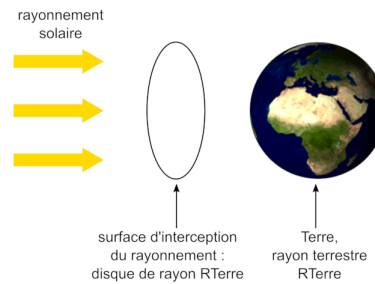 rayonnement
solaire
surface d'interception
du rayonnement :
disque de rayon RTerre
Terre,
rayon terrestre
RTerre